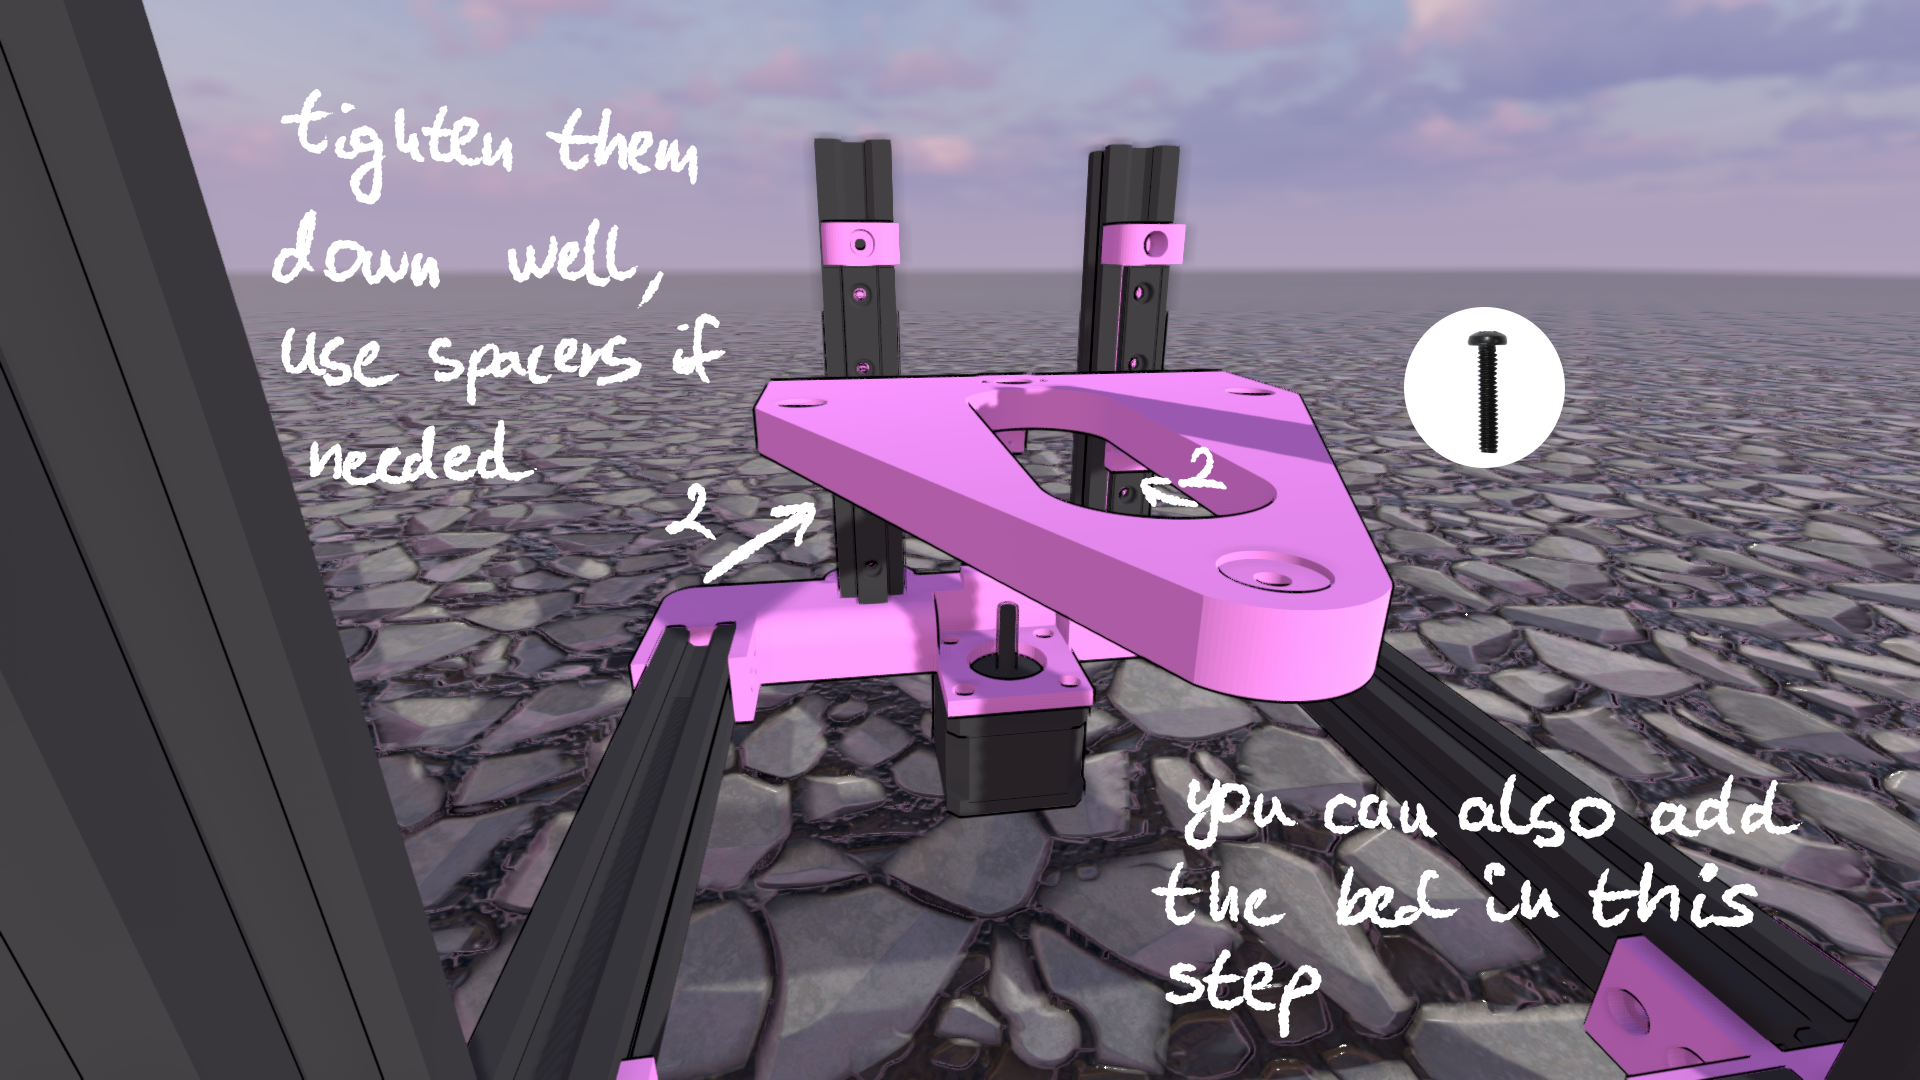 tighten them
down well,
use spacers if
needed
2
2
you can also add
the bed in this
step